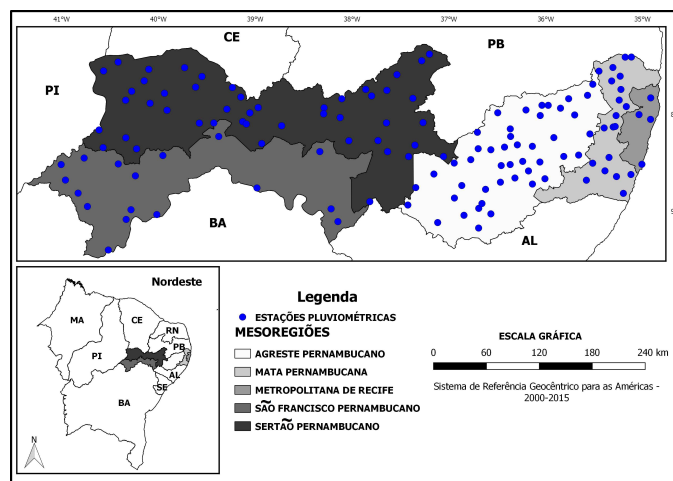 41°W 40°W 39°W 38°W 37°W 36°W 35°W
CE
PB
PI
8
BA
AL
9
Nordeste
MA
CE
RN
PB
PI
AL
SE
BA
N
Legenda
ESTAÇÕES PLUVIOMÉTRICAS
MESOREGIÕES
AGRESTE PERNAMBUCANO
MATA PERNAMBUCANA
METROPOLITANA DE RECIFE
SÃO FRANCISCO PERNAMBUCANO
SERTÃO PERNAMBUCANO
ESCALA GRÁFICA
0 60 120 180 240 km
Sistema de Referência Geocêntrico para as Américas -
2000-2015